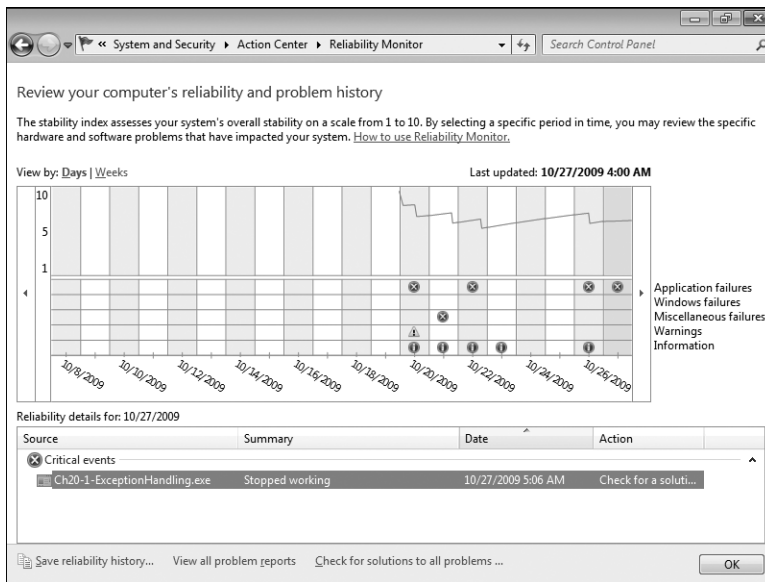 « System and Security ▸ Action Center ▸ Reliability Monitor
Search Control Panel
Review your computer's reliability and problem history
The stability index assesses your system's overall stability on a scale from 1 to 10. By selecting a specific period in time, you may review the specific
hardware and software problems that have impacted your system. How to use Reliability Monitor.
View by: Days | Weeks
Last updated: 10/27/2009 4:00 AM
10
5
1
Application failures
Windows failures
Miscellaneous failures
Warnings
Information
10/8/2009 10/10/2009 10/12/2009 10/14/2009 10/16/2009 10/18/2009 10/20/2009 10/22/2009 10/24/2009 10/26/2009
Reliability details for: 10/27/2009
Source Summary Date Action
Critical events
Ch20-1-ExceptionHandling.exe Stopped working 10/27/2009 5:06 AM Check for a soluti...
Save reliability history... View all problem reports Check for solutions to all problems ...
OK